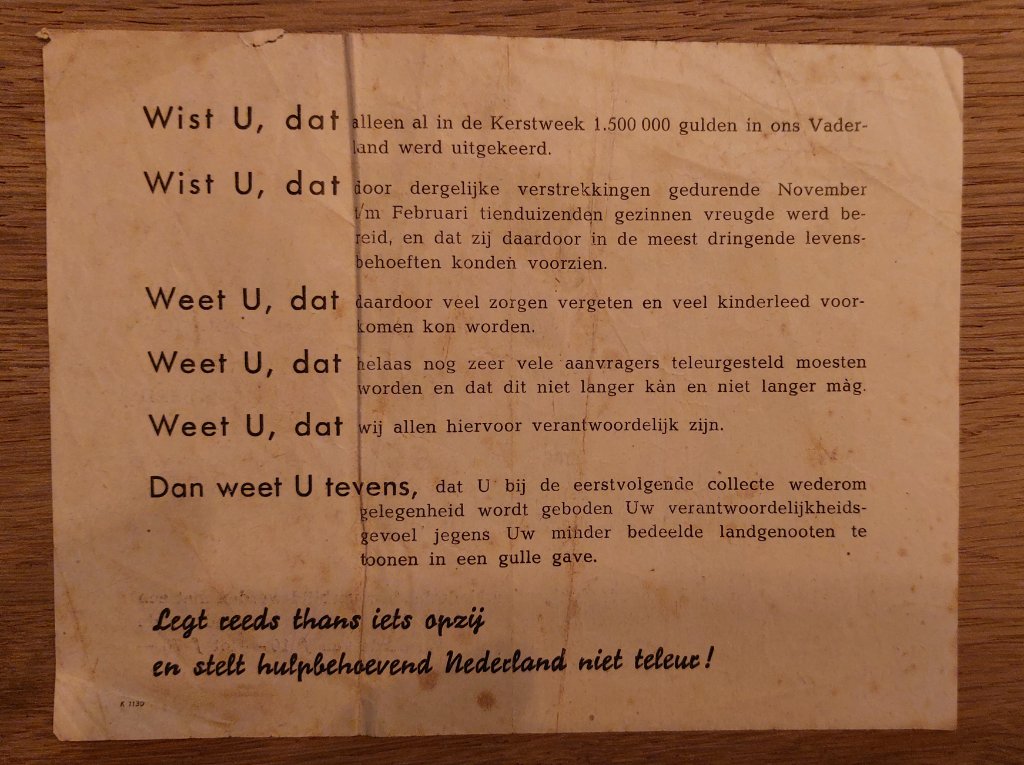 Wist U, dat alleen al in de Kerstweek 1.500 000 gulden in ons Vader-
land werd uitgekeerd.
Wist U, dat door dergelijke verstrekkingen gedurende November
t/m Februari tienduizenden gezinnen vreugde werd be-
reid, en dat zij daardoor in de meest dringende levens-
behoeften konden voorzien.
Weet U, dat daardoor veel zorgen vergeten en veel kinderleed voor-
komen kon worden.
Weet U, dat helaas nog zeer vele aanvragers teleurgesteld moesten
worden en dat dit niet langer kàn en niet langer màg.
Weet U, dat wij allen hiervoor verantwoordelijk zijn.
Dan weet U tevens, dat U bij de eerstvolgende collecte wederom
gelegenheid wordt geboden Uw verantwoordelijkheids-
gevoel jegens Uw minder bedeelde landgenooten te
toonen in een gulle gave.
Legt reeds thans iets opzij
en stelt hulpbehoevend Nederland niet teleur!
K 1139